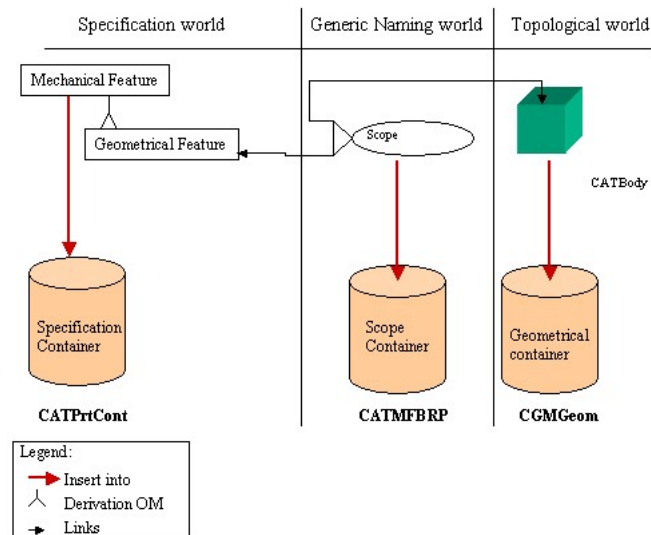 Specification world
Generic Naming world
Topological world
Mechanical Feature
Geometrical Feature
Scope
CATBody
Specification
Container
Scope
Container
Geometrical
container
CATPrtCont
CATMFBRP
CGMGeom
Legend:
Insert into
Derivation OM
Links